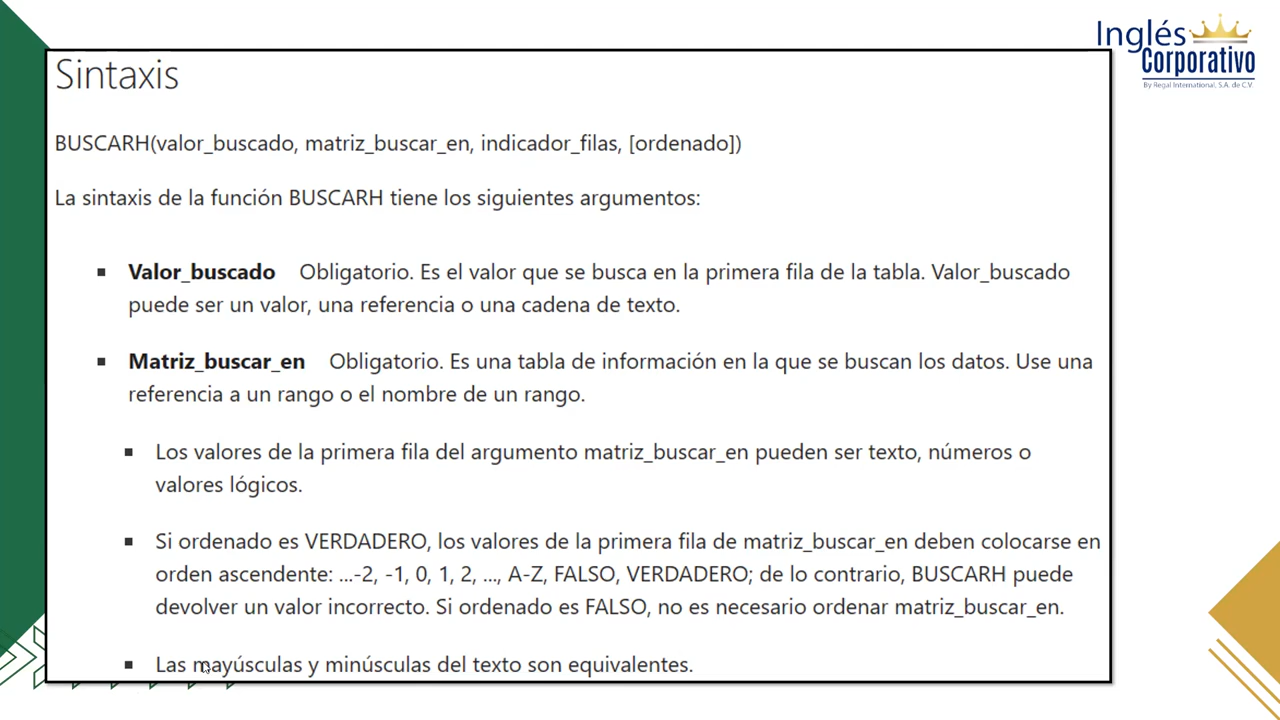 Inglés
Corporativo
By Regal International, S.A. de C.V.
Sintaxis
BUSCARH(valor_buscado, matriz_buscar_en, indicador_filas, [ordenado])
La sintaxis de la función BUSCARH tiene los siguientes argumentos:
▪ Valor_buscado Obligatorio. Es el valor que se busca en la primera fila de la tabla. Valor_buscado
puede ser un valor, una referencia o una cadena de texto.
▪ Matriz_buscar_en Obligatorio. Es una tabla de información en la que se buscan los datos. Use una
referencia a un rango o el nombre de un rango.
▪ Los valores de la primera fila del argumento matriz_buscar_en pueden ser texto, números o
valores lógicos.
▪ Si ordenado es VERDADERO, los valores de la primera fila de matriz_buscar_en deben colocarse en
orden ascendente: ...-2, -1, 0, 1, 2, ..., A-Z, FALSO, VERDADERO; de lo contrario, BUSCARH puede
devolver un valor incorrecto. Si ordenado es FALSO, no es necesario ordenar matriz_buscar_en.
▪ Las mayúsculas y minúsculas del texto son equivalentes.